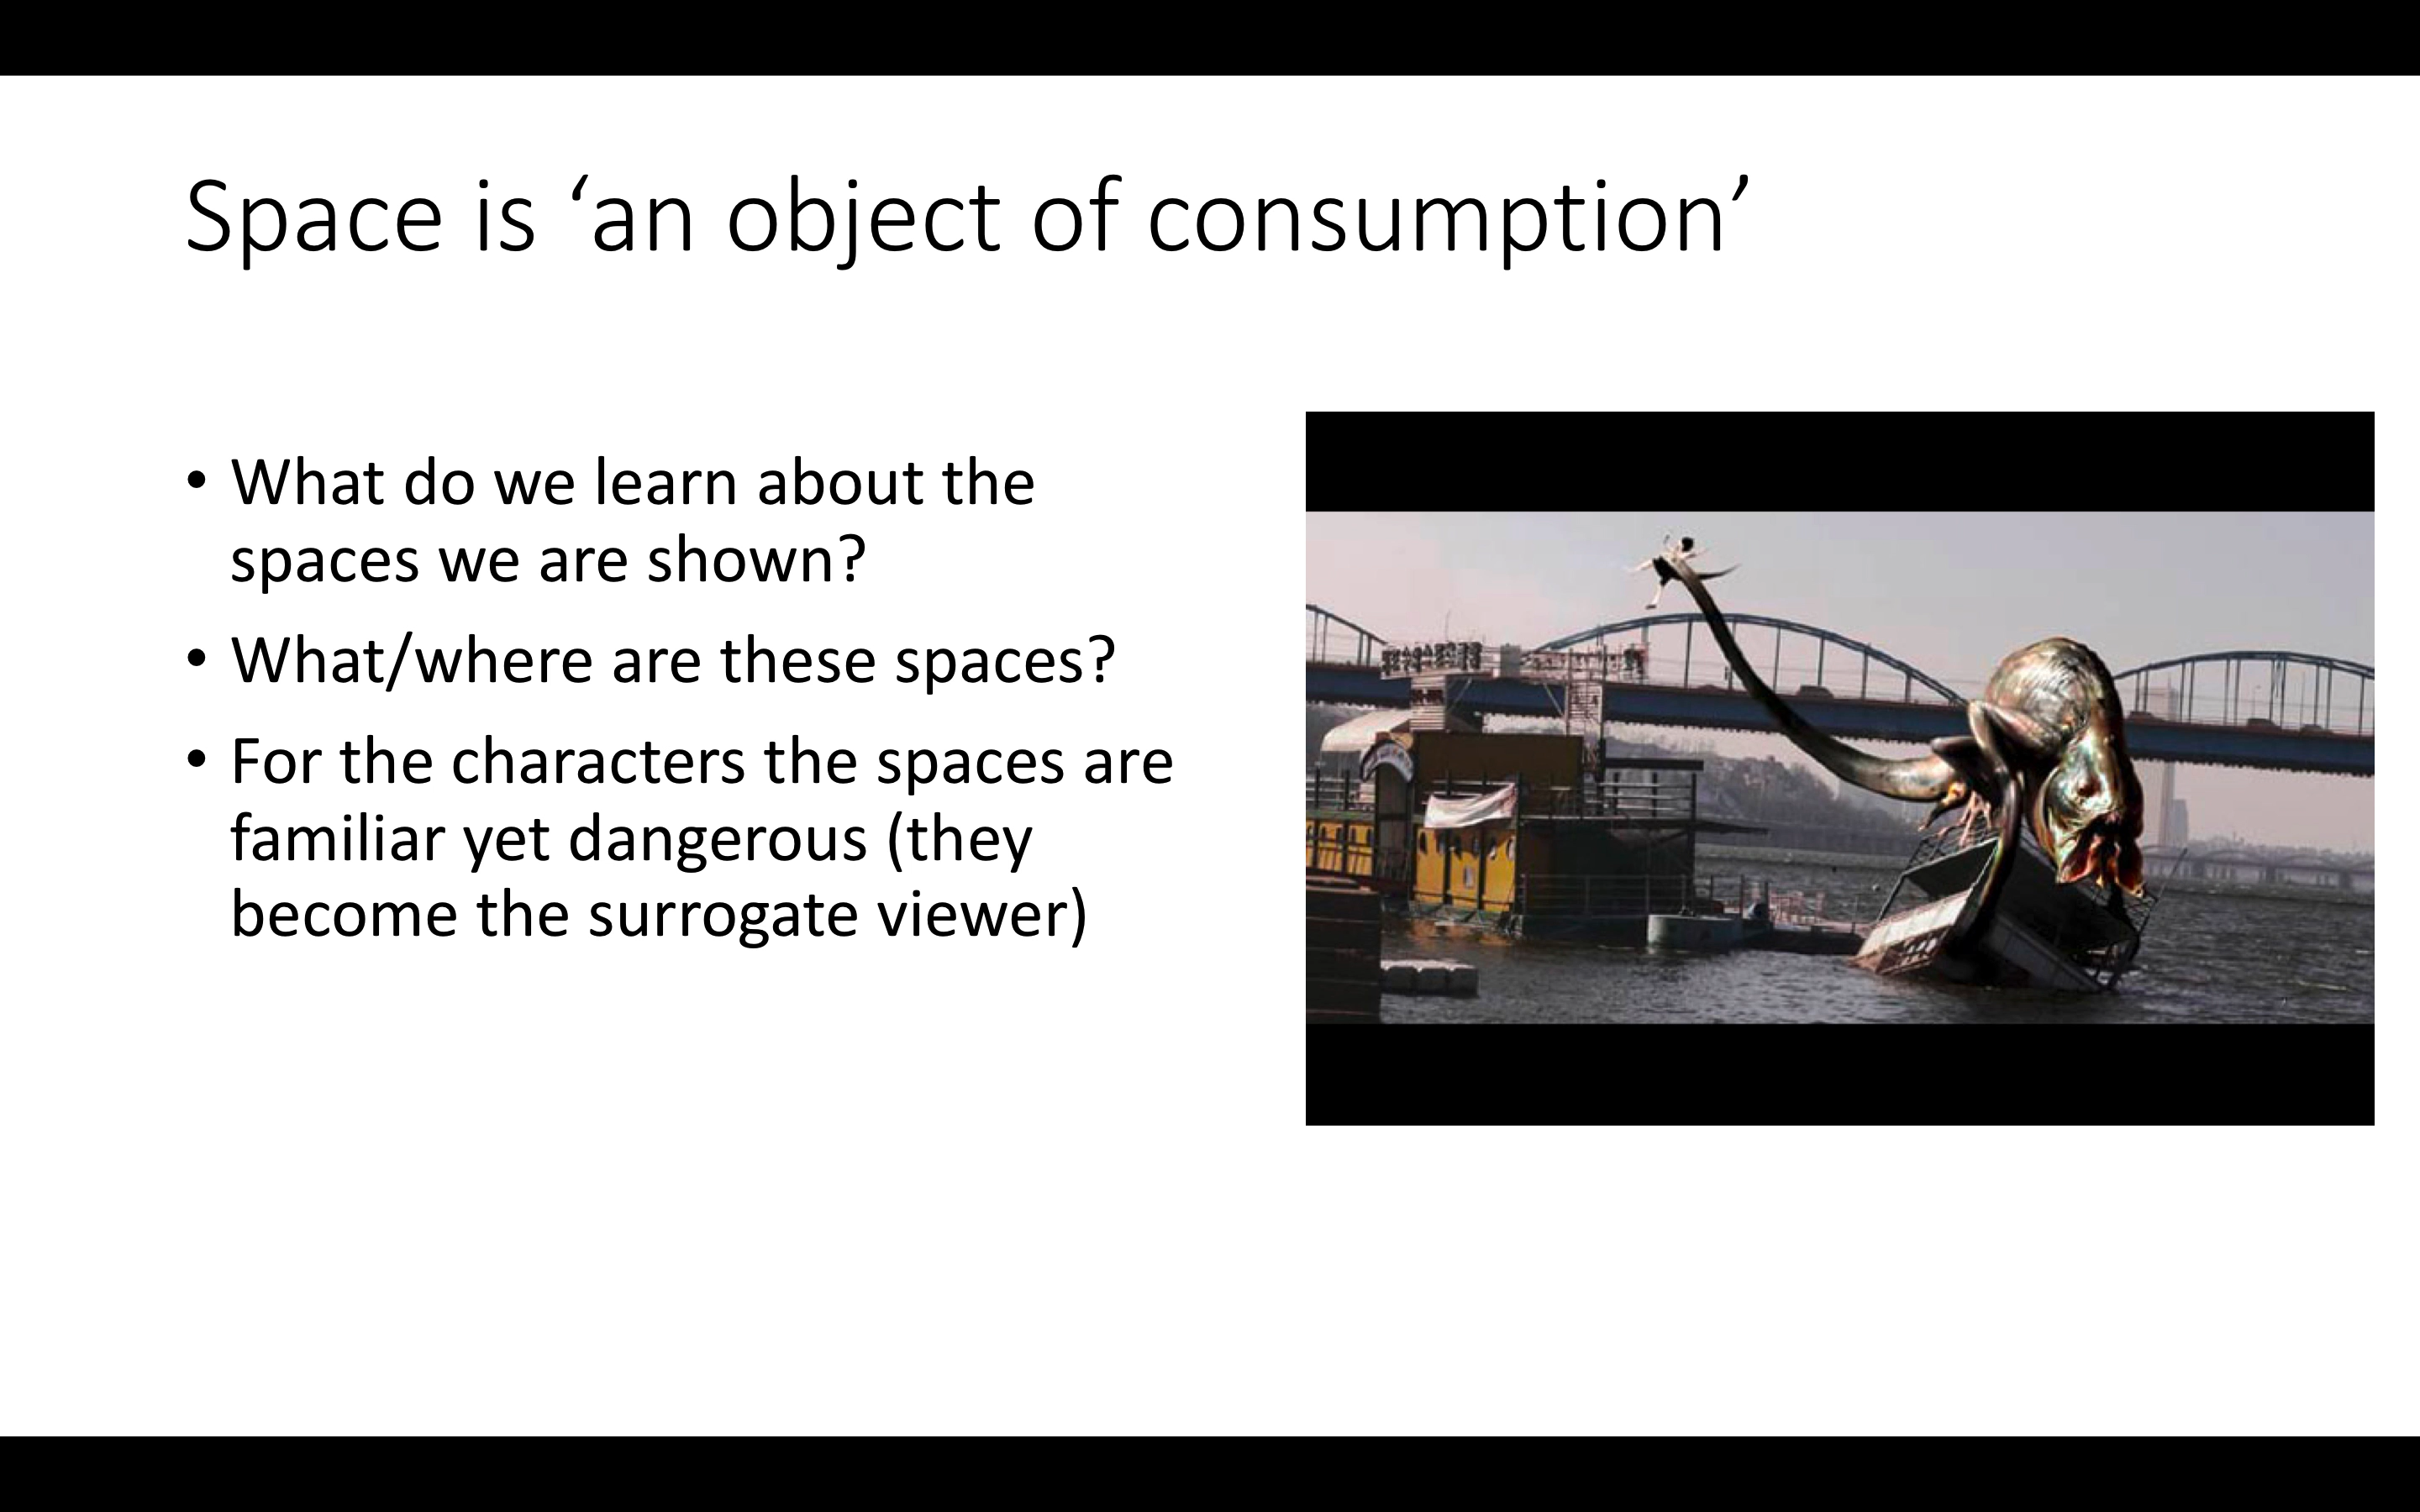 Space is ‘an object of consumption’
• What do we learn about the
spaces we are shown?
• What/where are these spaces?
• For the characters the spaces are
familiar yet dangerous (they
become the surrogate viewer)